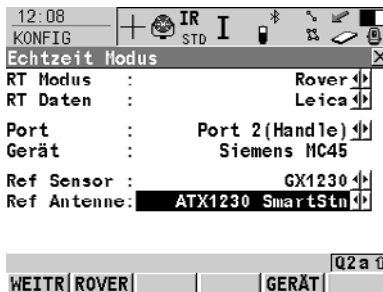 12:08
KONFIG
IR
STD
I
Echtzeit Modus
RT Modus : Rover
RT Daten : Leica
Port : Port 2(Handle)
Gerät : Siemens MC45
Ref Sensor : GX1230
Ref Antenne: ATX1230 SmartStn
Q2a
WEITR ROVER GERÄT